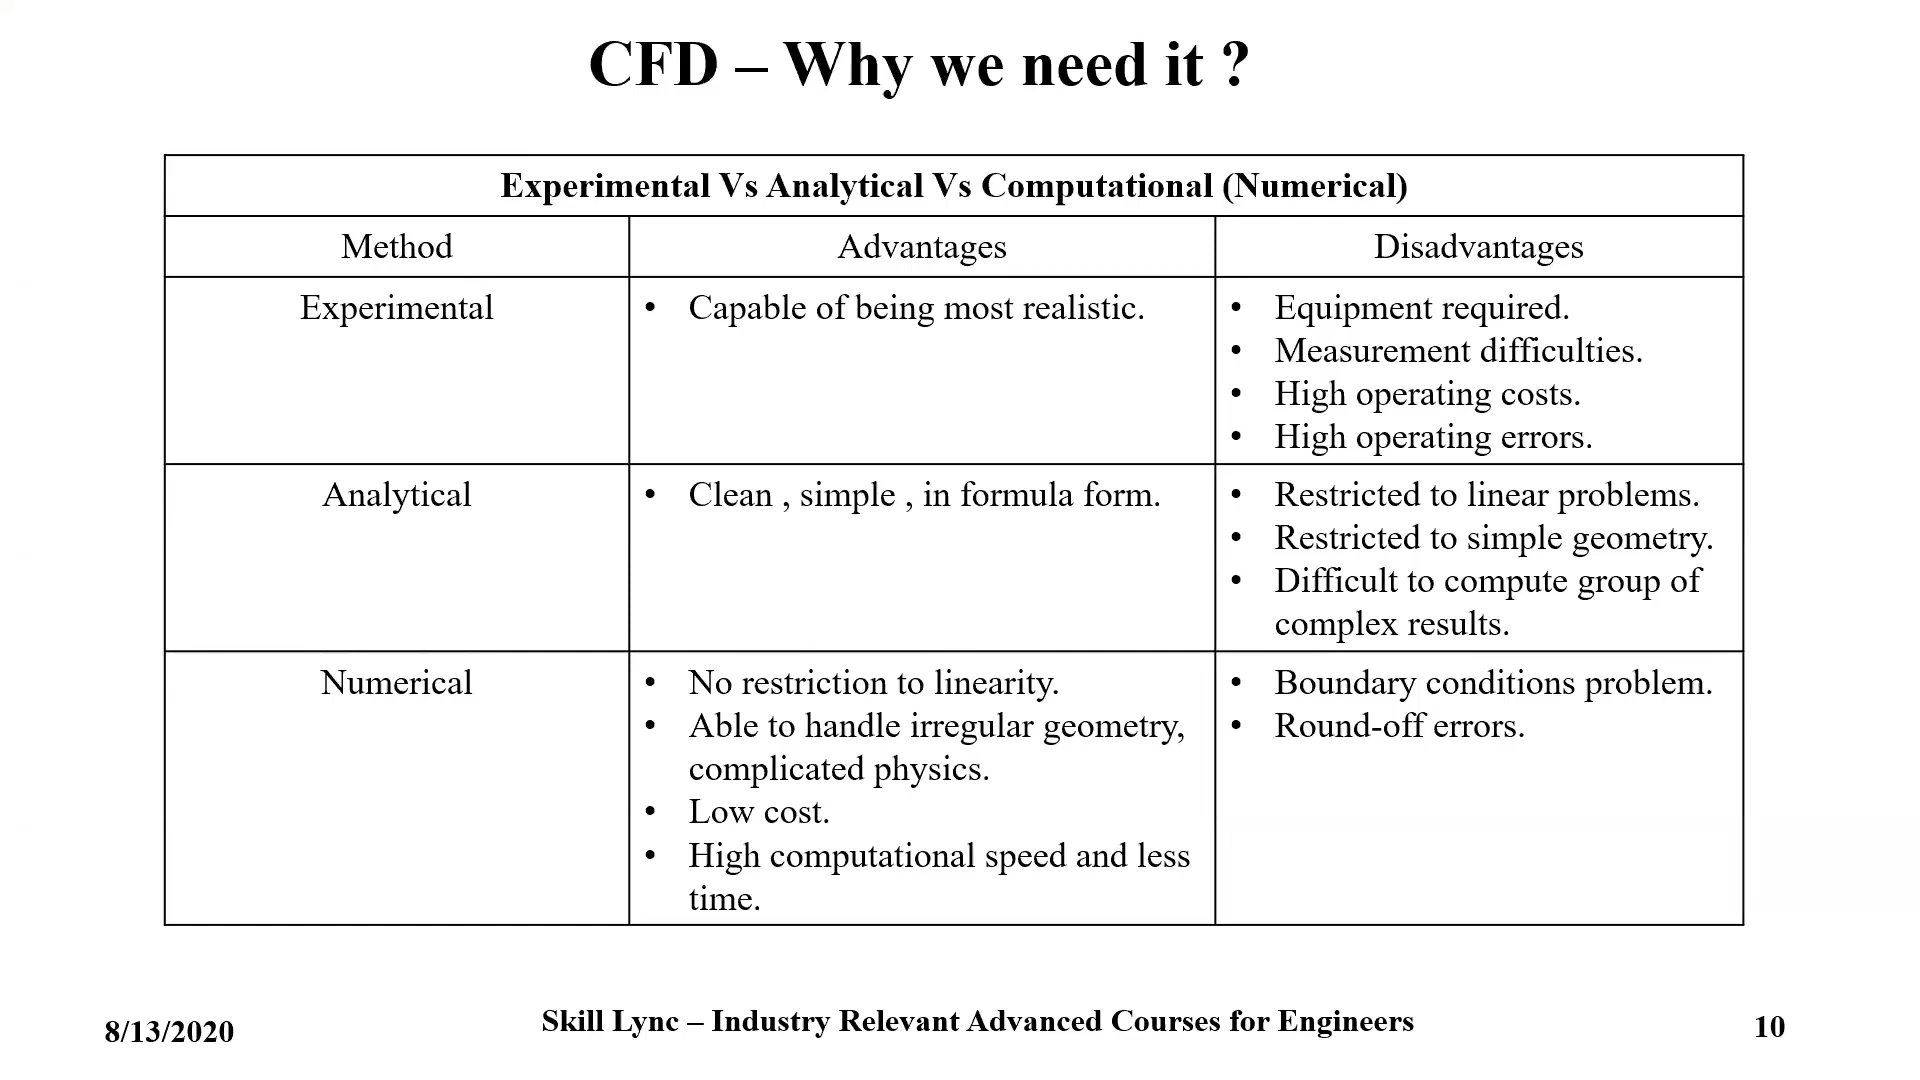 CFD – Why we need it ?
Experimental Vs Analytical Vs Computational (Numerical)
Method
Advantages
Disadvantages
Experimental
• Capable of being most realistic.
• Equipment required.
• Measurement difficulties.
• High operating costs.
• High operating errors.
Analytical
• Clean , simple , in formula form.
• Restricted to linear problems.
• Restricted to simple geometry.
• Difficult to compute group of
complex results.
Numerical
• No restriction to linearity.
• Able to handle irregular geometry,
complicated physics.
• Low cost.
• High computational speed and less
time.
• Boundary conditions problem.
• Round-off errors.
8/13/2020
Skill Lync – Industry Relevant Advanced Courses for Engineers
10